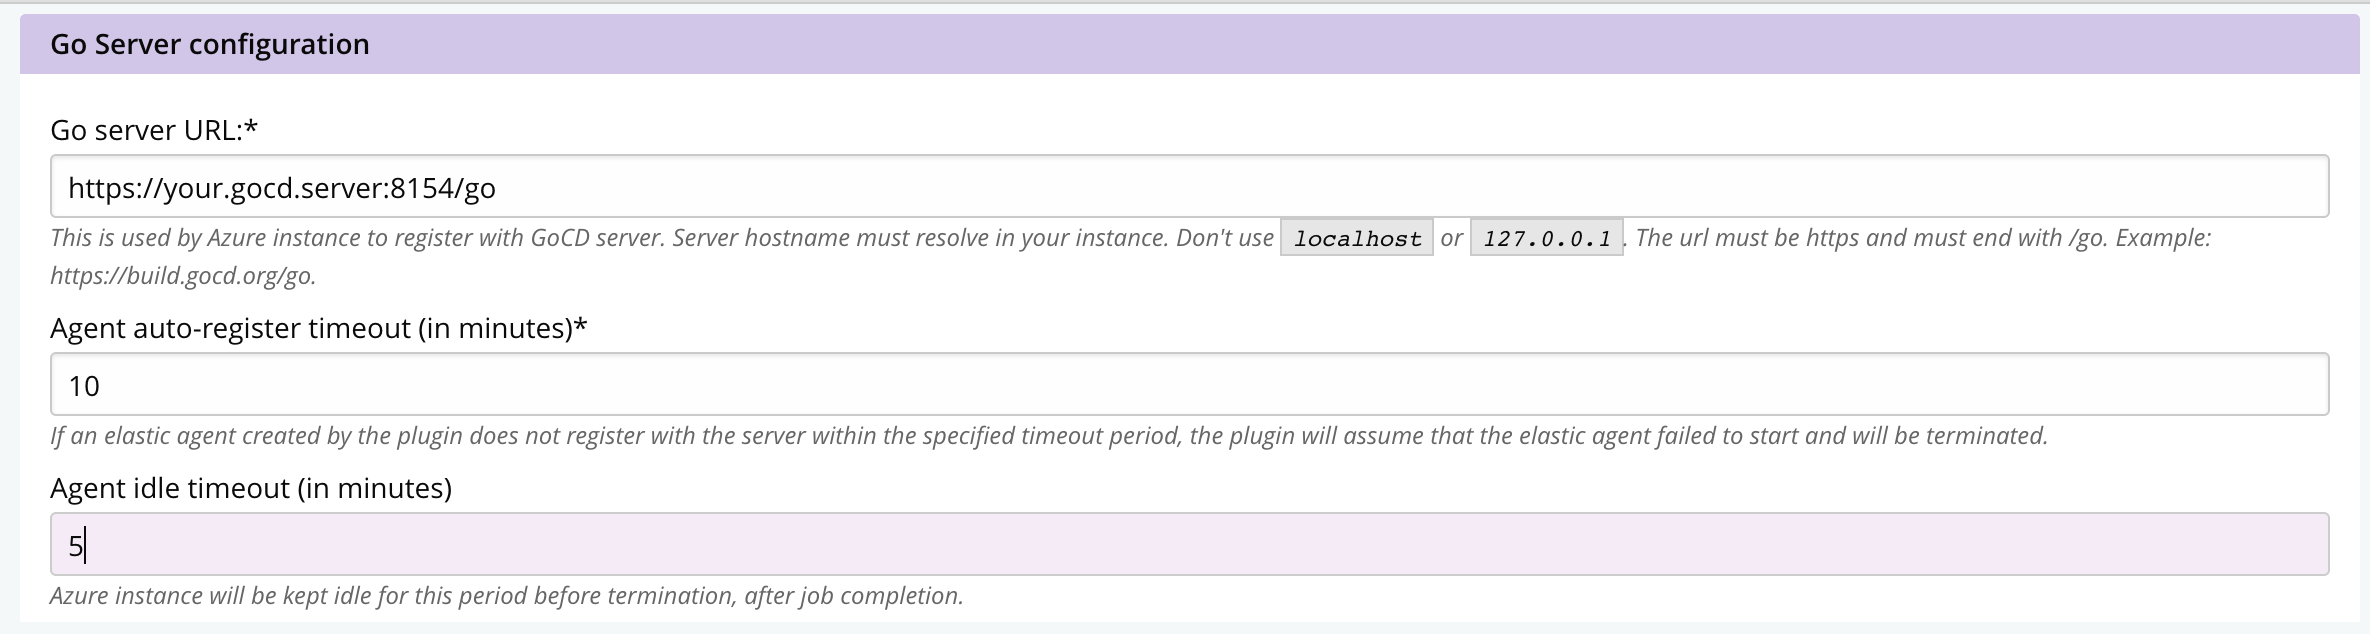 Go Server configuration
Go server URL:*
https://your.gocd.server:8154/go
This is used by Azure instance to register with GoCD server. Server hostname must resolve in your instance. Don't use localhost or 127.0.0.1 . The url must be https and must end with /go. Example:
https://build.gocd.org/go.
Agent auto-register timeout (in minutes)*
10
If an elastic agent created by the plugin does not register with the server within the specified timeout period, the plugin will assume that the elastic agent failed to start and will be terminated.
Agent idle timeout (in minutes)
5
Azure instance will be kept idle for this period before termination, after job completion.